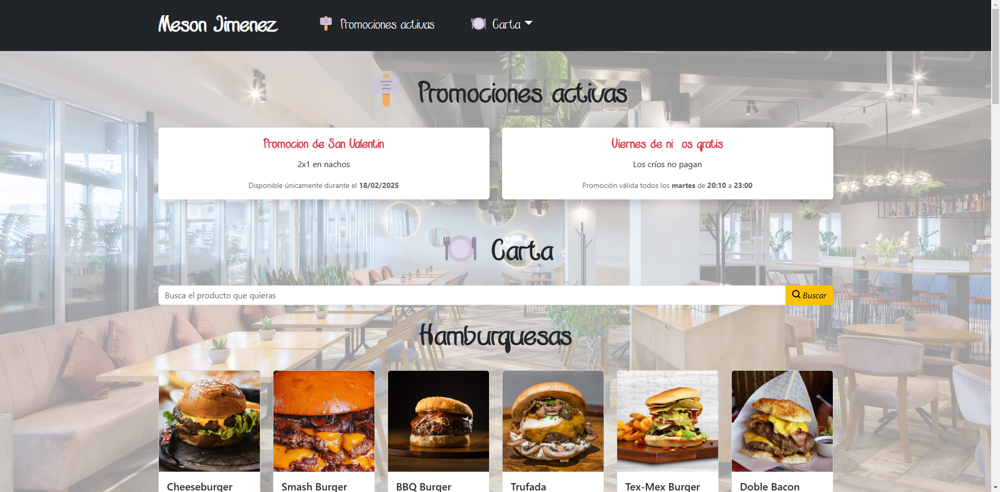 Meson Jimenez
Promociones activas
Carta
Promociones activas
Promocion de San Valentin
2x1 en nachos
Disponible únicamente durante el 18/02/2025
Viernes de ni os gratis
Los críos no pagan
Promoción válida todos los martes de 20:10 a 23:00
Carta
Busca el producto que quieras
Buscar
Hamburguesas
Cheeseburger
Smash Burger
BBQ Burger
Trufada
Tex-Mex Burger
Doble Bacon